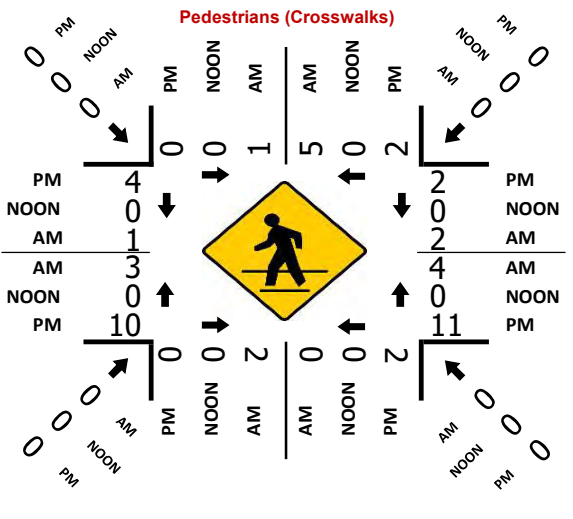 Pedestrians (Crosswalks)
0 PM 0 PM
0 NOON 0 NOON
0 AM 0 AM
PM NOON AM AM NOON PM
0 0 1 5 0 2
PM 4 2 PM
NOON 0 0 NOON
AM 1 2 AM
AM 3 4 AM
NOON 0 0 NOON
PM 10 11 PM
0 0 2 0 0 2
PM NOON AM AM NOON PM
0 AM 0 AM
0 NOON 0 NOON
0 PM 0 PM